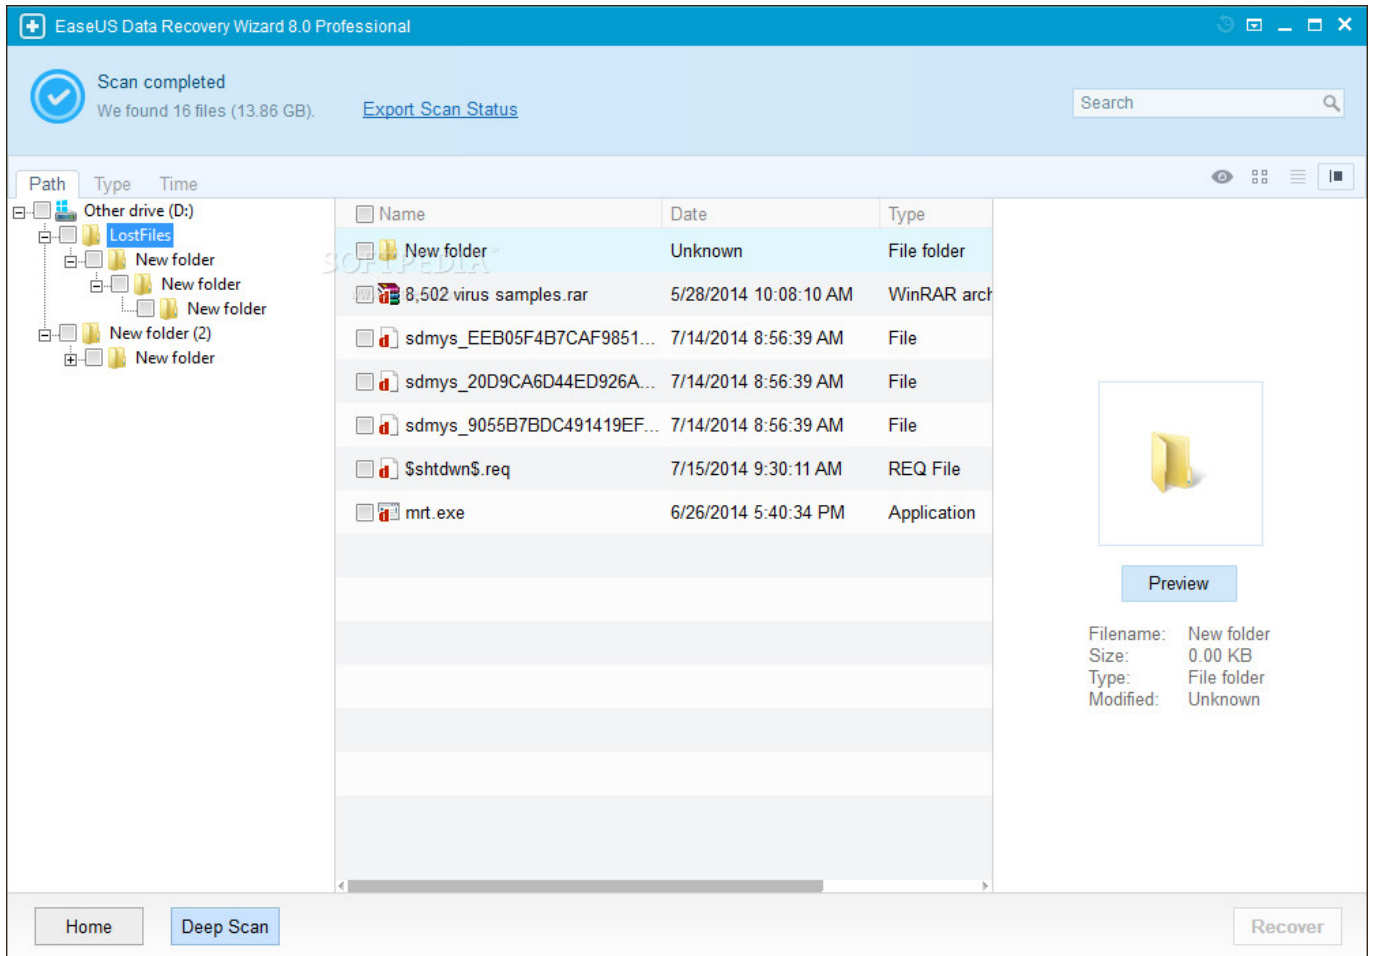 EaseUS Data Recovery Wizard 8.0 Professional
Scan completed
We found 16 files (13.86 GB).
Export Scan Status
Search
Path Type Time
Other drive (D:)
LostFiles
New folder
New folder
New folder
New folder (2)
New folder
Name Date Type
New folder Unknown File folder
SOFTPEDIA™
8,502 virus samples.rar 5/28/2014 10:08:10 AM WinRAR arch
sdmys_EEB05F4B7CAF9851... 7/14/2014 8:56:39 AM File
sdmys_20D9CA6D44ED926A... 7/14/2014 8:56:39 AM File
sdmys_9055B7BDC491419EF... 7/14/2014 8:56:39 AM File
$shtdwn$.req 7/15/2014 9:30:11 AM REQ File
mrt.exe 6/26/2014 5:40:34 PM Application
Preview
Filename: New folder
Size: 0.00 KB
Type: File folder
Modified: Unknown
Home
Deep Scan
Recover